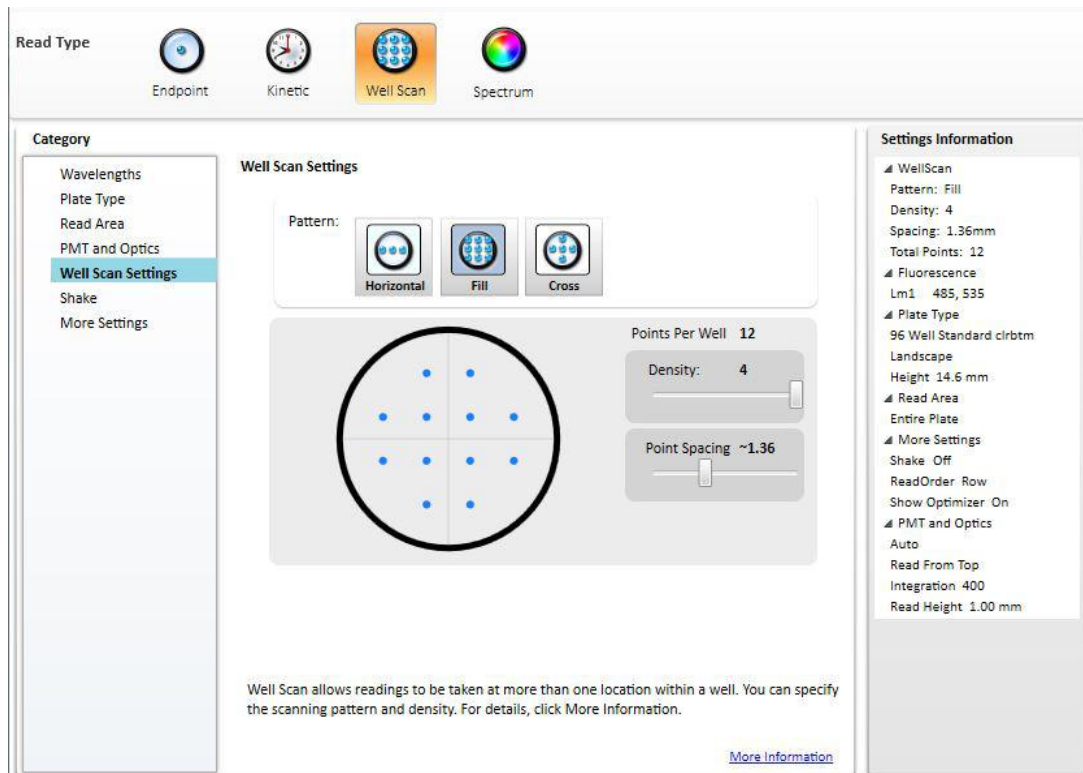 Read Type
Endpoint
Kinetic
Well Scan
Spectrum
Category
Wavelengths
Plate Type
Read Area
PMT and Optics
Well Scan Settings
Shake
More Settings
Well Scan Settings
Pattern:
Horizontal
Fill
Cross
Points Per Well 12
Density: 4
Point Spacing ~1.36
Well Scan allows readings to be taken at more than one location within a well. You can specify
the scanning pattern and density. For details, click More Information.
More Information
Settings Information
WellScan
Pattern: Fill
Density: 4
Spacing: 1.36mm
Total Points: 12
Fluorescence
Lm1 485, 535
Plate Type
96 Well Standard clrbtm
Landscape
Height 14.6 mm
Read Area
Entire Plate
More Settings
Shake Off
ReadOrder Row
Show Optimizer On
PMT and Optics
Auto
Read From Top
Integration 400
Read Height 1.00 mm